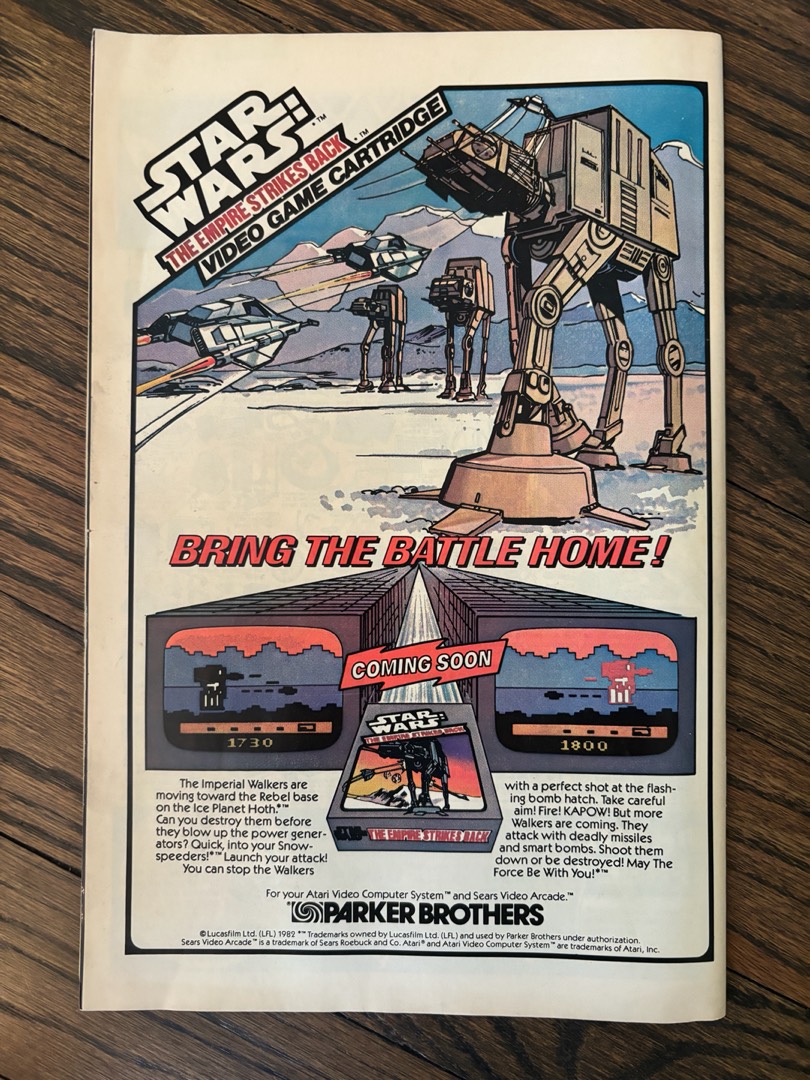 STAR
WARS:™
THE EMPIRE STRIKES BACK •™
VIDEO GAME CARTRIDGE
BRING THE BATTLE HOME!
COMING SOON
1730
1800
STAR
WARS:
THE EMPIRE STRIKES BACK
THE EMPIRE STRIKES BACK
The Imperial Walkers are
moving toward the Rebel base
on the Ice Planet Hoth.*™
Can you destroy them before
they blow up the power gener-
ators? Quick, into your Snow-
speeders!*™ Launch your attack!
You can stop the Walkers
with a perfect shot at the flash-
ing bomb hatch. Take careful
aim! Fire! KAPOW! But more
Walkers are coming. They
attack with deadly missiles
and smart bombs. Shoot them
down or be destroyed! May The
Force Be With You!*™
For your Atari Video Computer System™ and Sears Video Arcade.™
PARKER BROTHERS
©Lucasfilm Ltd. (LFL) 1982 *™ Trademarks owned by Lucasfilm Ltd. (LFL) and used by Parker Brothers under authorization.
Sears Video Arcade™ is a trademark of Sears Roebuck and Co. Atari® and Atari Video Computer System™ are trademarks of Atari, Inc.